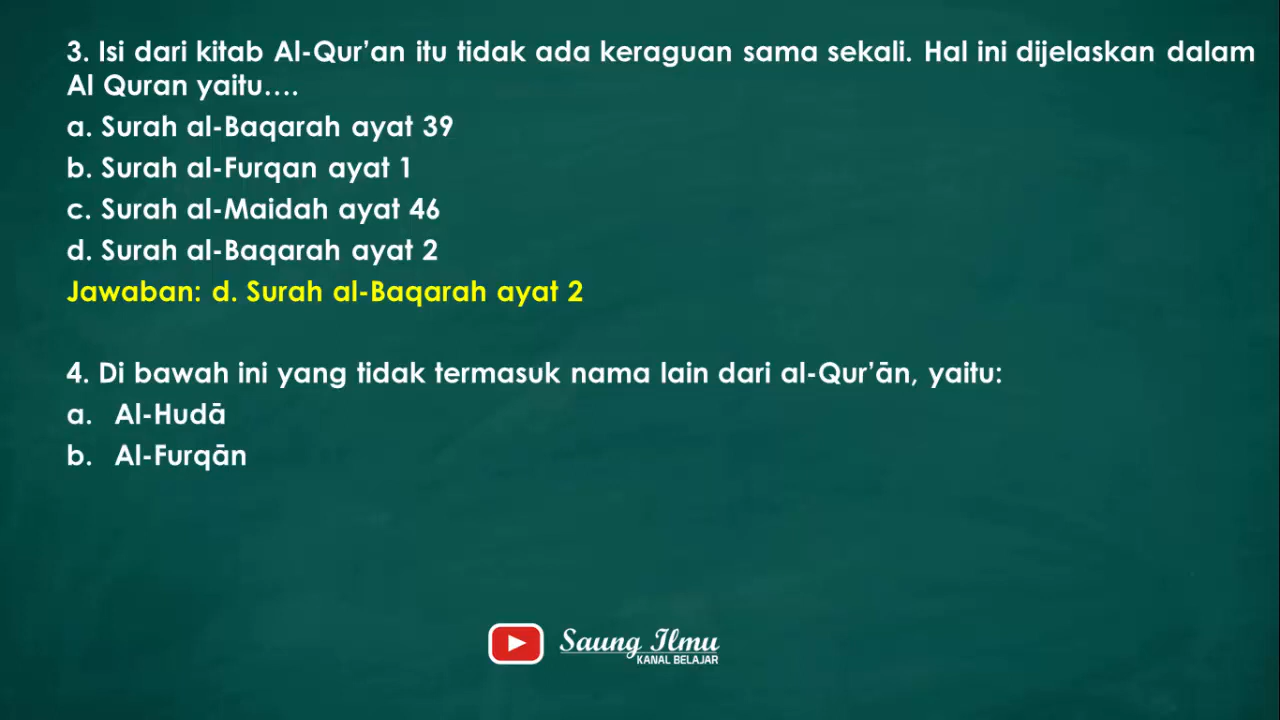 3. Isi dari kitab Al-Qur’an itu tidak ada keraguan sama sekali. Hal ini dijelaskan dalam
Al Quran yaitu….
a. Surah al-Baqarah ayat 39
b. Surah al-Furqan ayat 1
c. Surah al-Maidah ayat 46
d. Surah al-Baqarah ayat 2
Jawaban: d. Surah al-Baqarah ayat 2
4. Di bawah ini yang tidak termasuk nama lain dari al-Qur’ān, yaitu:
a. Al-Hudā
b. Al-Furqān
Saung Ilmu
KANAL BELAJAR